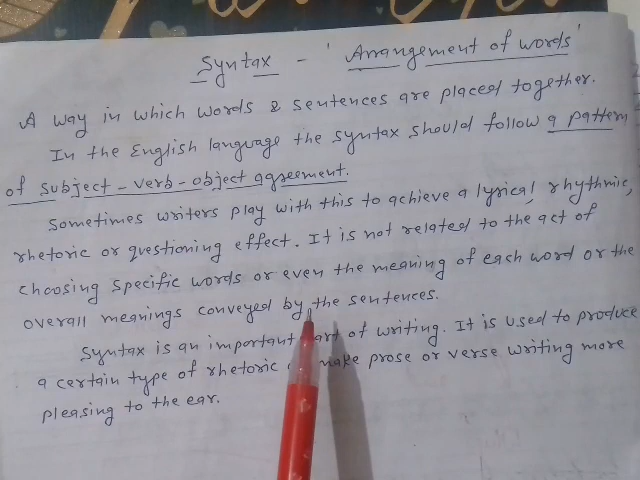 Syntax - 'Arrangement of words'
A way in which words & sentences are placed together.
In the English language the syntax should follow a pattern
of subject-verb-object agreement.
Sometimes writers play with this to achieve a lyrical, rhythmic,
rhetoric or questioning effect. It is not related to the act of
choosing specific words or even the meaning of each word or the
overall meanings conveyed by the sentences.
Syntax is an important art of writing. It is used to produce
a certain type of rhetoric make prose or verse writing more
pleasing to the ear.